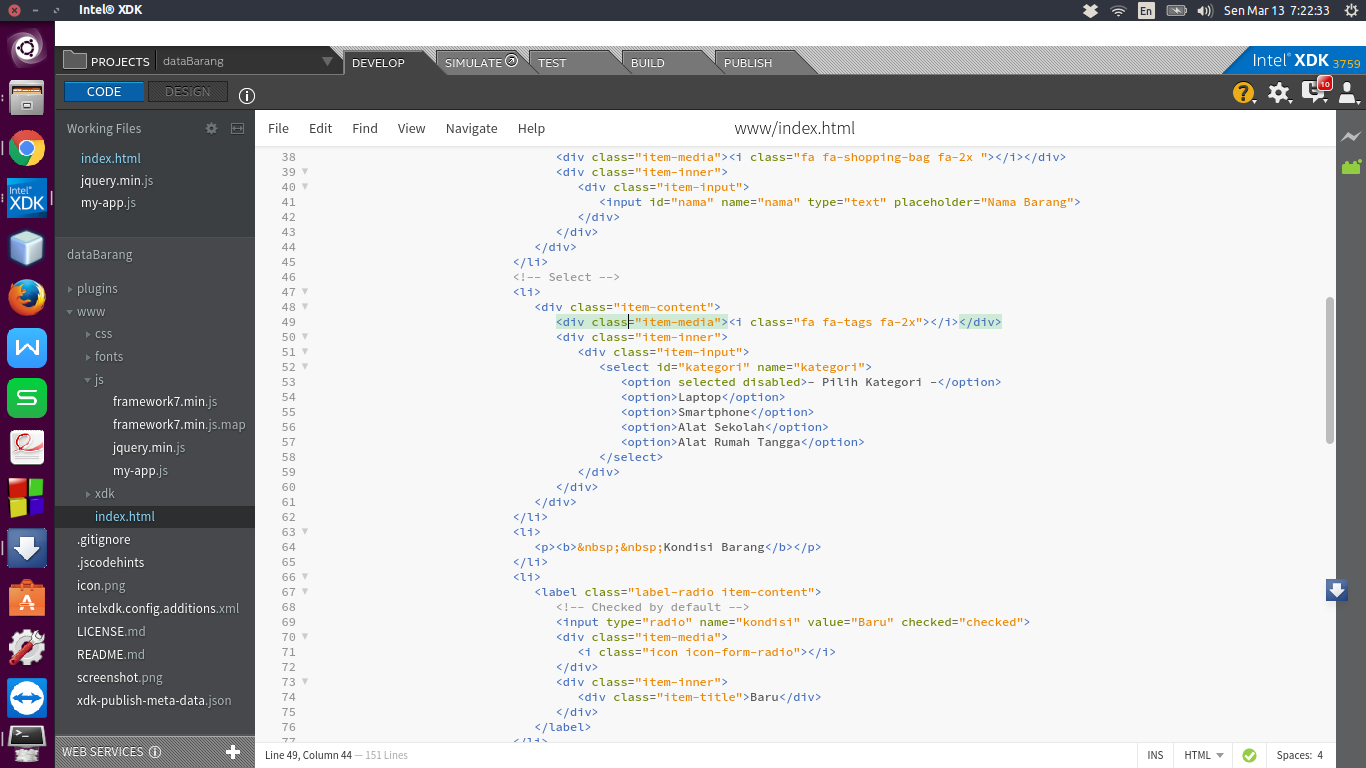 Intel® XDK
En
Sen Mar 13 7:22:33
PROJECTS
dataBarang
DEVELOP
SIMULATE
TEST
BUILD
PUBLISH
Intel XDK 3759
CODE
DESIGN
10
Working Files
index.html
jquery.min.js
my-app.js
dataBarang
plugins
www
css
fonts
js
framework7.min.js
framework7.min.js.map
jquery.min.js
my-app.js
xdk
index.html
.gitignore
.jscodehints
icon.png
intelxdk.config.additions.xml
LICENSE.md
README.md
screenshot.png
xdk-publish-meta-data.json
WEB SERVICES
intel XDK
File Edit Find View Navigate Help
www/index.html
38 <div class="item-media"><i class="fa fa-shopping-bag fa-2x "></i></div>
39 <div class="item-inner">
40 <div class="item-input">
41 <input id="nama" name="nama" type="text" placeholder="Nama Barang">
42 </div>
43 </div>
44 </div>
45 </li>
46 <!-- Select -->
47 <li>
48 <div class="item-content">
49 <div class="item-media"><i class="fa fa-tags fa-2x"></i></div>
50 <div class="item-inner">
51 <div class="item-input">
52 <select id="kategori" name="kategori">
53 <option selected disabled>- Pilih Kategori -</option>
54 <option>Laptop</option>
55 <option>Smartphone</option>
56 <option>Alat Sekolah</option>
57 <option>Alat Rumah Tangga</option>
58 </select>
59 </div>
60 </div>
61 </div>
62 </li>
63 <li>
64 <p><b>&nbsp;&nbsp;Kondisi Barang</b></p>
65 </li>
66 <li>
67 <label class="label-radio item-content">
68 <!-- Checked by default -->
69 <input type="radio" name="kondisi" value="Baru" checked="checked">
70 <div class="item-media">
71 <i class="icon icon-form-radio"></i>
72 </div>
73 <div class="item-inner">
74 <div class="item-title">Baru</div>
75 </div>
76 </label>
77 </li>
Line 49, Column 44 — 151 Lines
INS
HTML
Spaces: 4